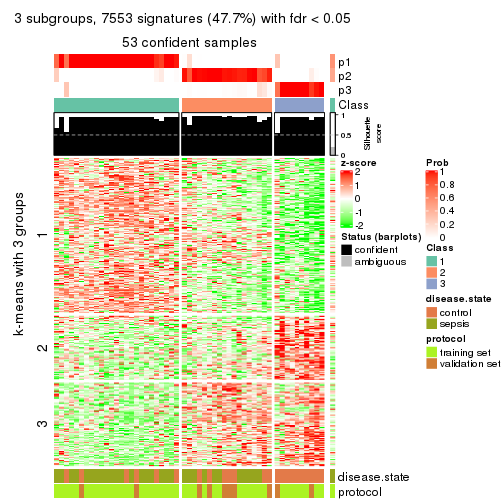 3 subgroups, 7553 signatures (47.7%) with fdr < 0.05
53 confident samples
p1
p2
p3
Class
1
0.5
0
Silhouette
score
k-means with 3 groups
1
2
3
disease.state
protocol
z-score
2
1
0
-1
-2
Status (barplots)
confident
ambiguous
Prob
1
0.8
0.6
0.4
0.2
0
Class
1
2
3
disease.state
control
sepsis
protocol
training set
validation set